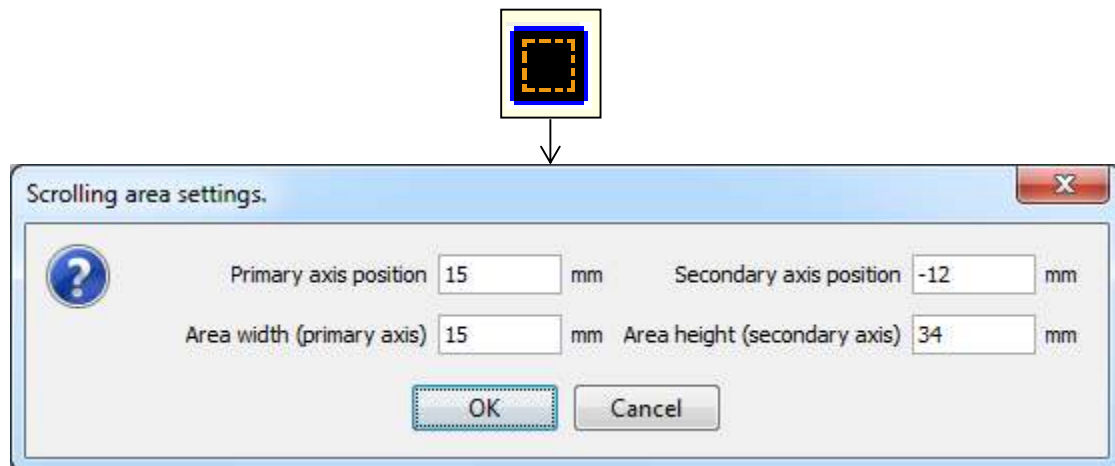 Scrolling area settings.
Primary axis position 15 mm Secondary axis position -12 mm
Area width (primary axis) 15 mm Area height (secondary axis) 34 mm
OK Cancel